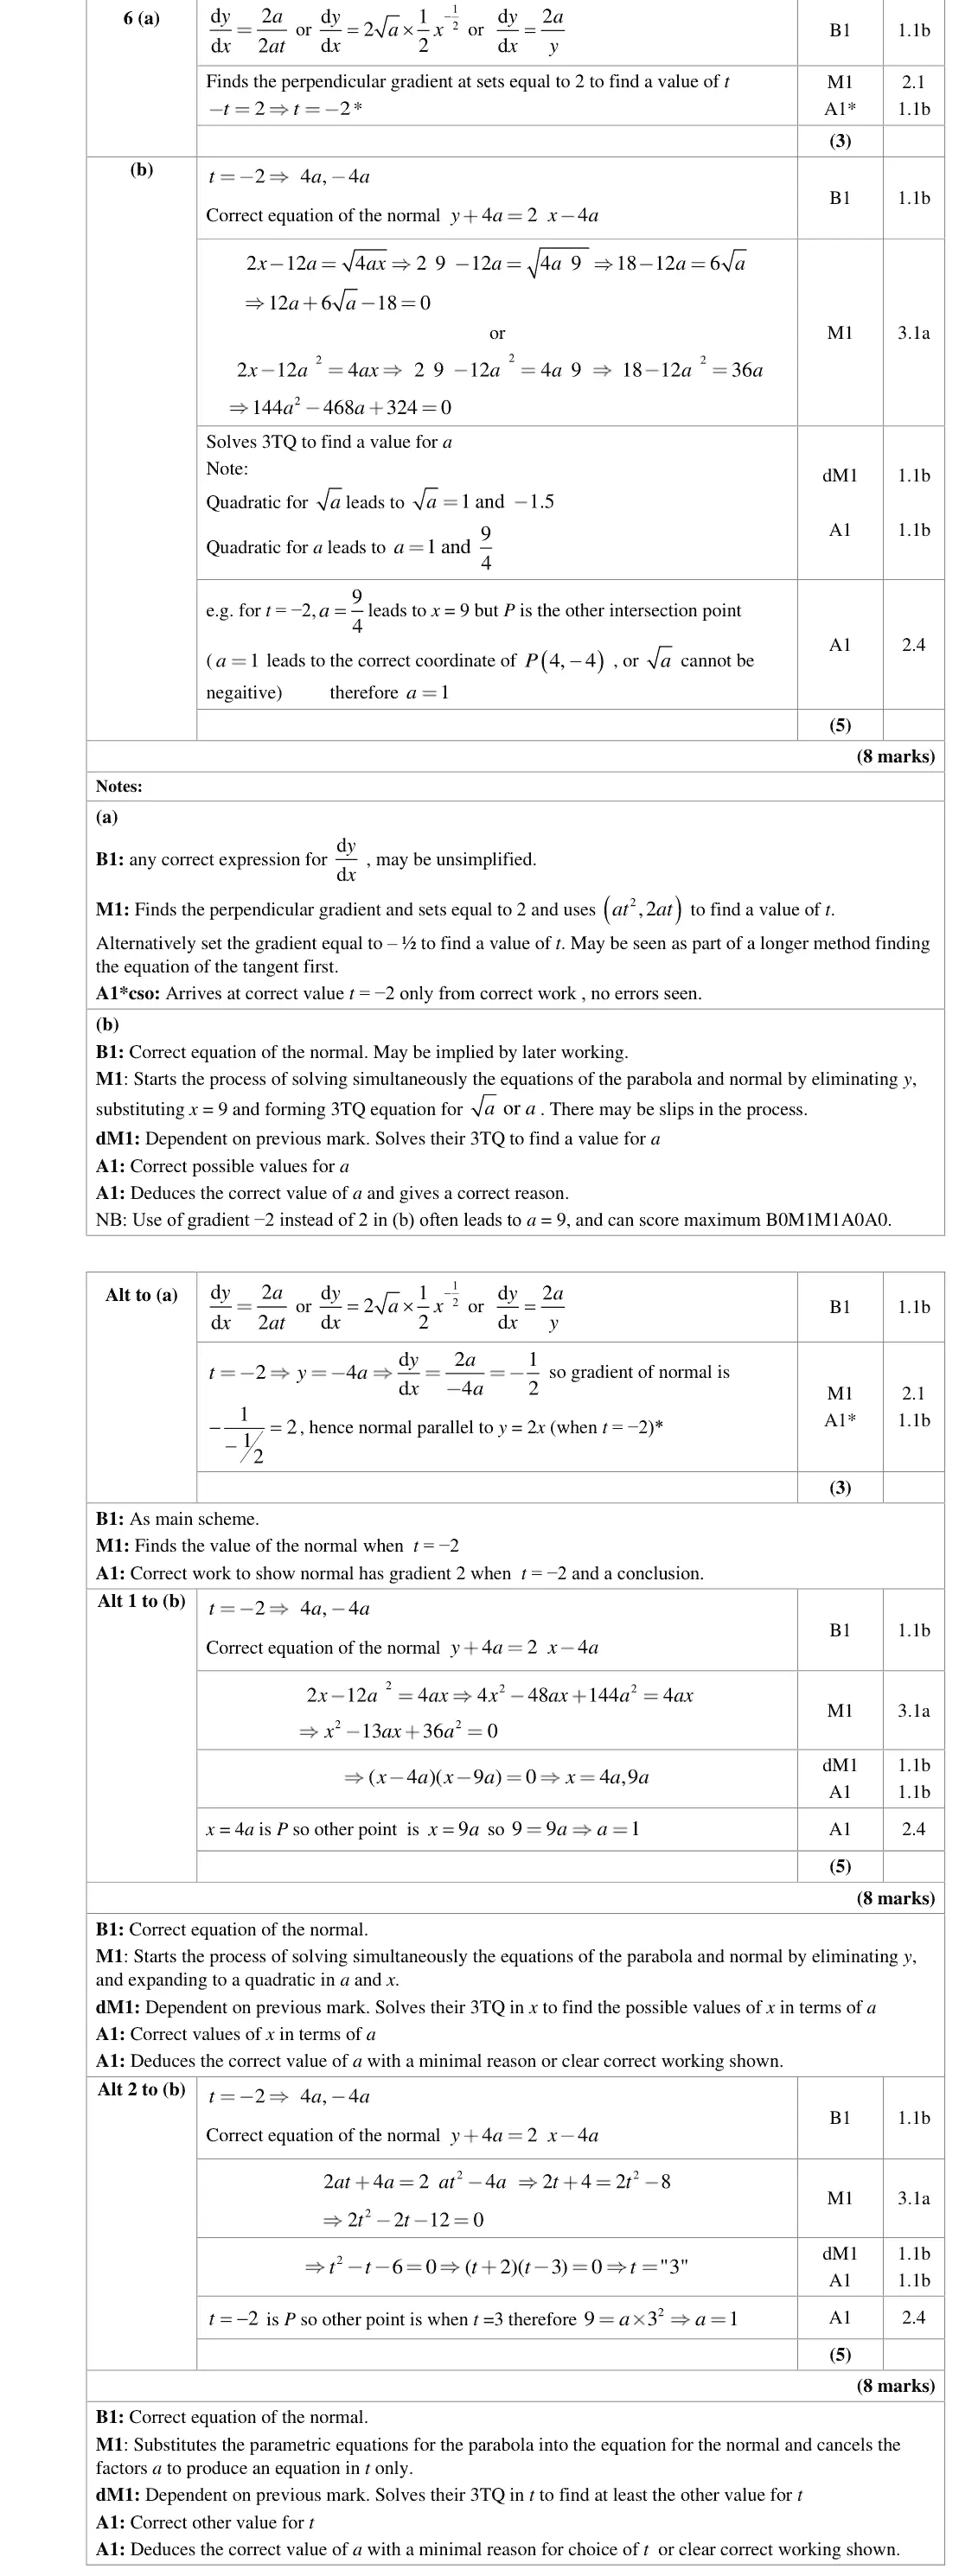 6 (a) dy/dx = 2a/2at or dy/dx = 2√a × 1/2 x^(−1/2) or dy/dx = 2a/y B1 1.1b
Finds the perpendicular gradient at sets equal to 2 to find a value of t M1 2.1
−t = 2 ⇒ t = −2 * A1* 1.1b
(3)
(b) t = −2 ⇒ 4a, −4a
Correct equation of the normal y + 4a = 2 x − 4a B1 1.1b
2x − 12a = √4ax ⇒ 2 9 − 12a = √4a 9 ⇒ 18 − 12a = 6√a
⇒ 12a + 6√a − 18 = 0
or M1 3.1a
2x − 12a ² = 4ax ⇒ 2 9 − 12a ² = 4a 9 ⇒ 18 − 12a ² = 36a
⇒ 144a² − 468a + 324 = 0
Solves 3TQ to find a value for a
Note: dM1 1.1b
Quadratic for √a leads to √a = 1 and −1.5
Quadratic for a leads to a = 1 and 9/4 A1 1.1b
e.g. for t = −2, a = 9/4 leads to x = 9 but P is the other intersection point
( a = 1 leads to the correct coordinate of P(4, −4) , or √a cannot be A1 2.4
negaitive) therefore a = 1
(5)
(8 marks)
Notes:
(a)
B1: any correct expression for dy/dx , may be unsimplified.
M1: Finds the perpendicular gradient and sets equal to 2 and uses (at², 2at) to find a value of t.
Alternatively set the gradient equal to – ½ to find a value of t. May be seen as part of a longer method finding
the equation of the tangent first.
A1*cso: Arrives at correct value t = −2 only from correct work , no errors seen.
(b)
B1: Correct equation of the normal. May be implied by later working.
M1: Starts the process of solving simultaneously the equations of the parabola and normal by eliminating y,
substituting x = 9 and forming 3TQ equation for √a or a . There may be slips in the process.
dM1: Dependent on previous mark. Solves their 3TQ to find a value for a
A1: Correct possible values for a
A1: Deduces the correct value of a and gives a correct reason.
NB: Use of gradient −2 instead of 2 in (b) often leads to a = 9, and can score maximum B0M1M1A0A0.
Alt to (a) dy/dx = 2a/2at or dy/dx = 2√a × 1/2 x^(−1/2) or dy/dx = 2a/y B1 1.1b
t = −2 ⇒ y = −4a ⇒ dy/dx = 2a/−4a = −1/2 so gradient of normal is M1 2.1
−1/(−1/2) = 2, hence normal parallel to y = 2x (when t = −2)* A1* 1.1b
(3)
B1: As main scheme.
M1: Finds the value of the normal when t = −2
A1: Correct work to show normal has gradient 2 when t = −2 and a conclusion.
Alt 1 to (b) t = −2 ⇒ 4a, −4a
Correct equation of the normal y + 4a = 2 x − 4a B1 1.1b
2x − 12a ² = 4ax ⇒ 4x² − 48ax + 144a² = 4ax M1 3.1a
⇒ x² − 13ax + 36a² = 0
⇒ (x − 4a)(x − 9a) = 0 ⇒ x = 4a, 9a dM1 1.1b
A1 1.1b
x = 4a is P so other point is x = 9a so 9 = 9a ⇒ a = 1 A1 2.4
(5)
(8 marks)
B1: Correct equation of the normal.
M1: Starts the process of solving simultaneously the equations of the parabola and normal by eliminating y,
and expanding to a quadratic in a and x.
dM1: Dependent on previous mark. Solves their 3TQ in x to find the possible values of x in terms of a
A1: Correct values of x in terms of a
A1: Deduces the correct value of a with a minimal reason or clear correct working shown.
Alt 2 to (b) t = −2 ⇒ 4a, −4a
Correct equation of the normal y + 4a = 2 x − 4a B1 1.1b
2at + 4a = 2 at² − 4a ⇒ 2t + 4 = 2t² − 8 M1 3.1a
⇒ 2t² − 2t − 12 = 0
⇒ t² − t − 6 = 0 ⇒ (t + 2)(t − 3) = 0 ⇒ t = "3" dM1 1.1b
A1 1.1b
t = −2 is P so other point is when t =3 therefore 9 = a × 3² ⇒ a = 1 A1 2.4
(5)
(8 marks)
B1: Correct equation of the normal.
M1: Substitutes the parametric equations for the parabola into the equation for the normal and cancels the
factors a to produce an equation in t only.
dM1: Dependent on previous mark. Solves their 3TQ in t to find at least the other value for t
A1: Correct other value for t
A1: Deduces the correct value of a with a minimal reason for choice of t or clear correct working shown.